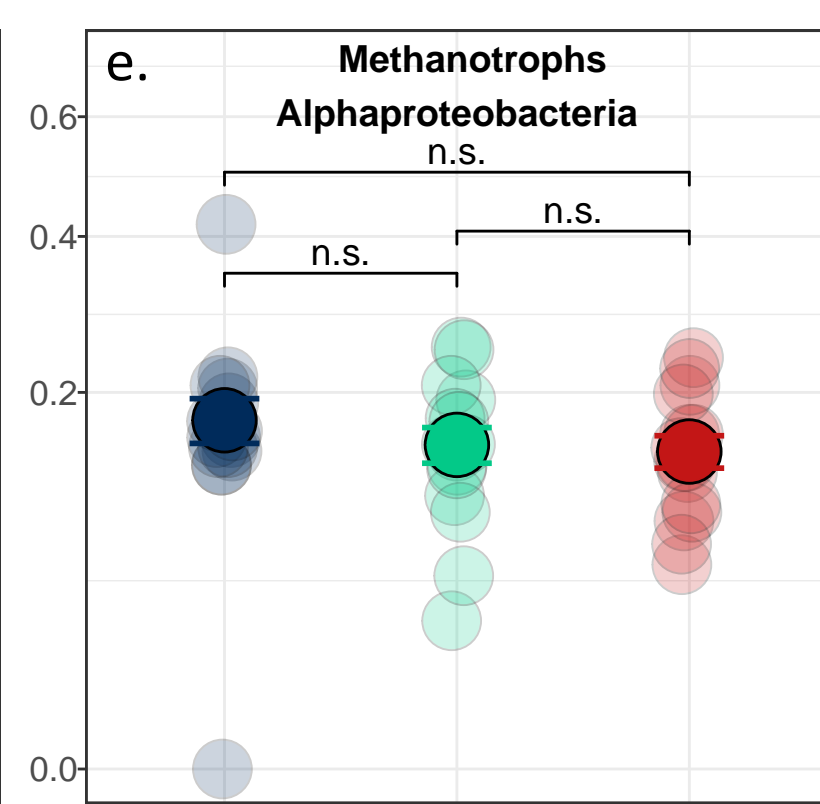 e.
Methanotrophs
Alphaproteobacteria
n.s.
n.s.
n.s.
0.6
0.4
0.2
0.0